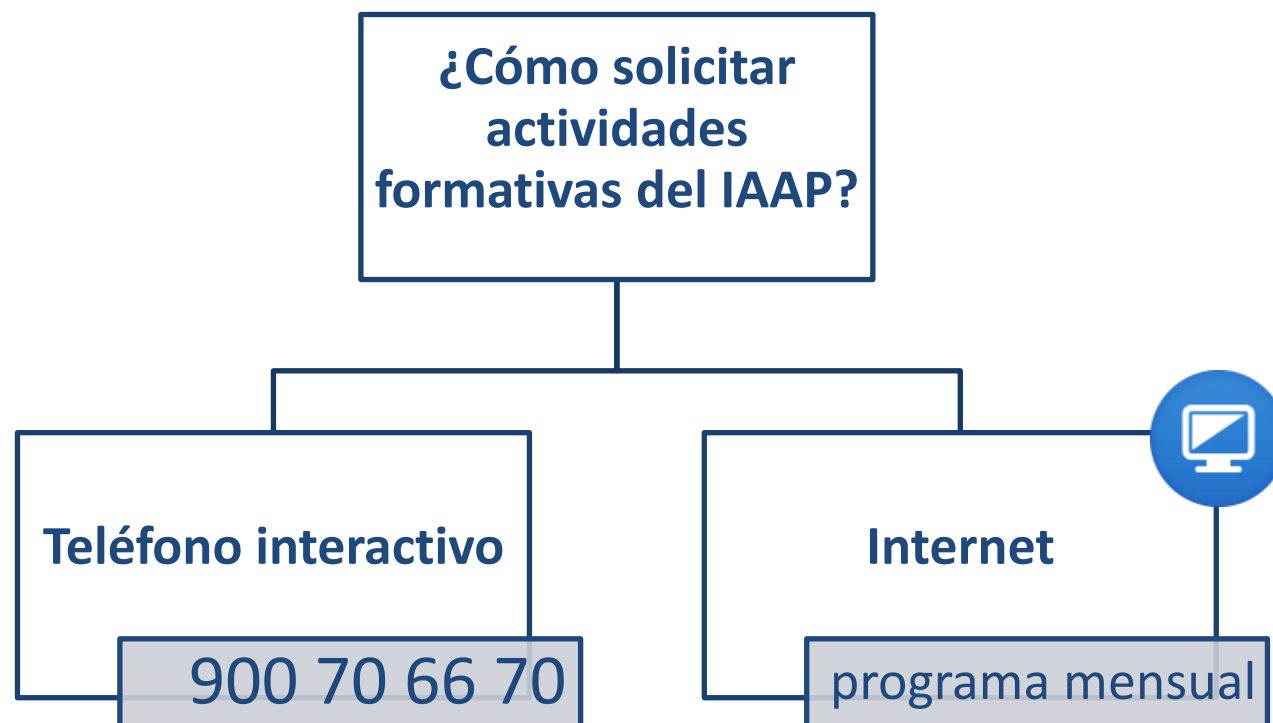 ¿Cómo solicitar
actividades
formativas del IAAP?
Teléfono interactivo
900 70 66 70
Internet
programa mensual